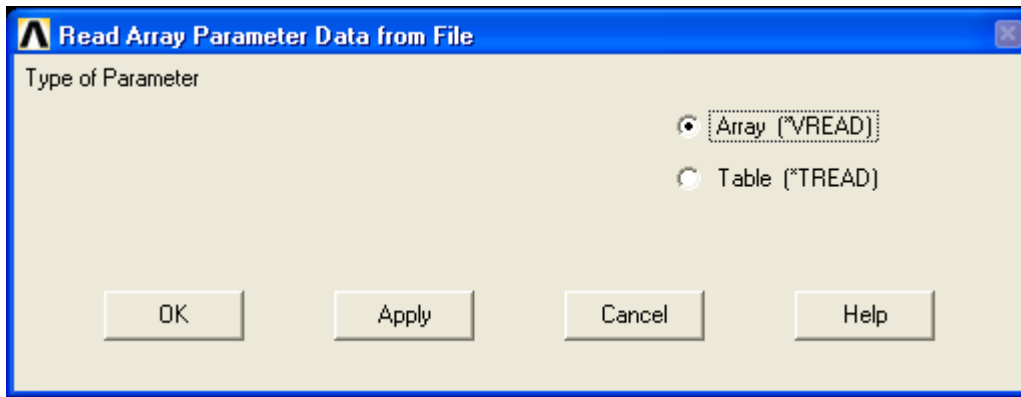 Read Array Parameter Data from File
Type of Parameter
Array (*VREAD)
Table (*TREAD)
OK Apply Cancel Help